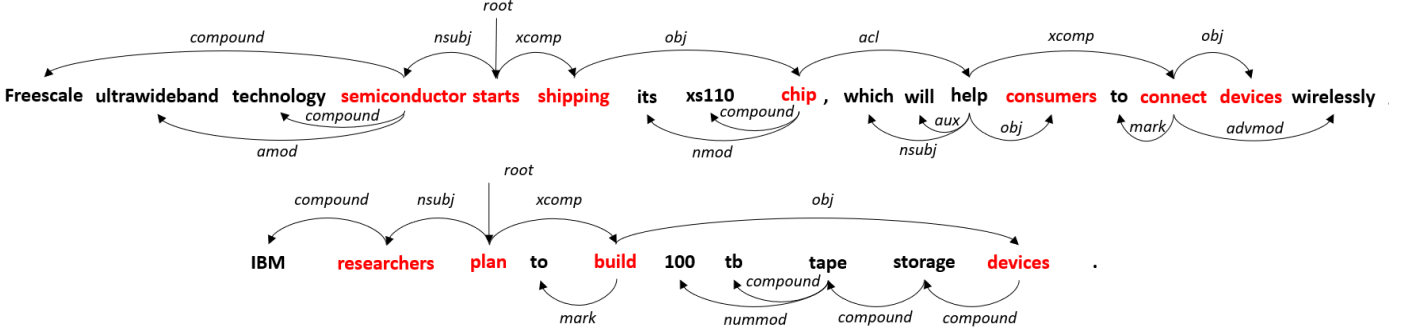 root
compound nsubj xcomp obj acl xcomp obj
Freescale ultrawideband technology semiconductor starts shipping its xs110 chip , which will help consumers to connect devices wirelessly .
compound compound aux obj mark advmod
amod nmod nsubj
root
compound nsubj xcomp obj
IBM researchers plan to build 100 tb tape storage devices .
compound
mark nummod compound compound